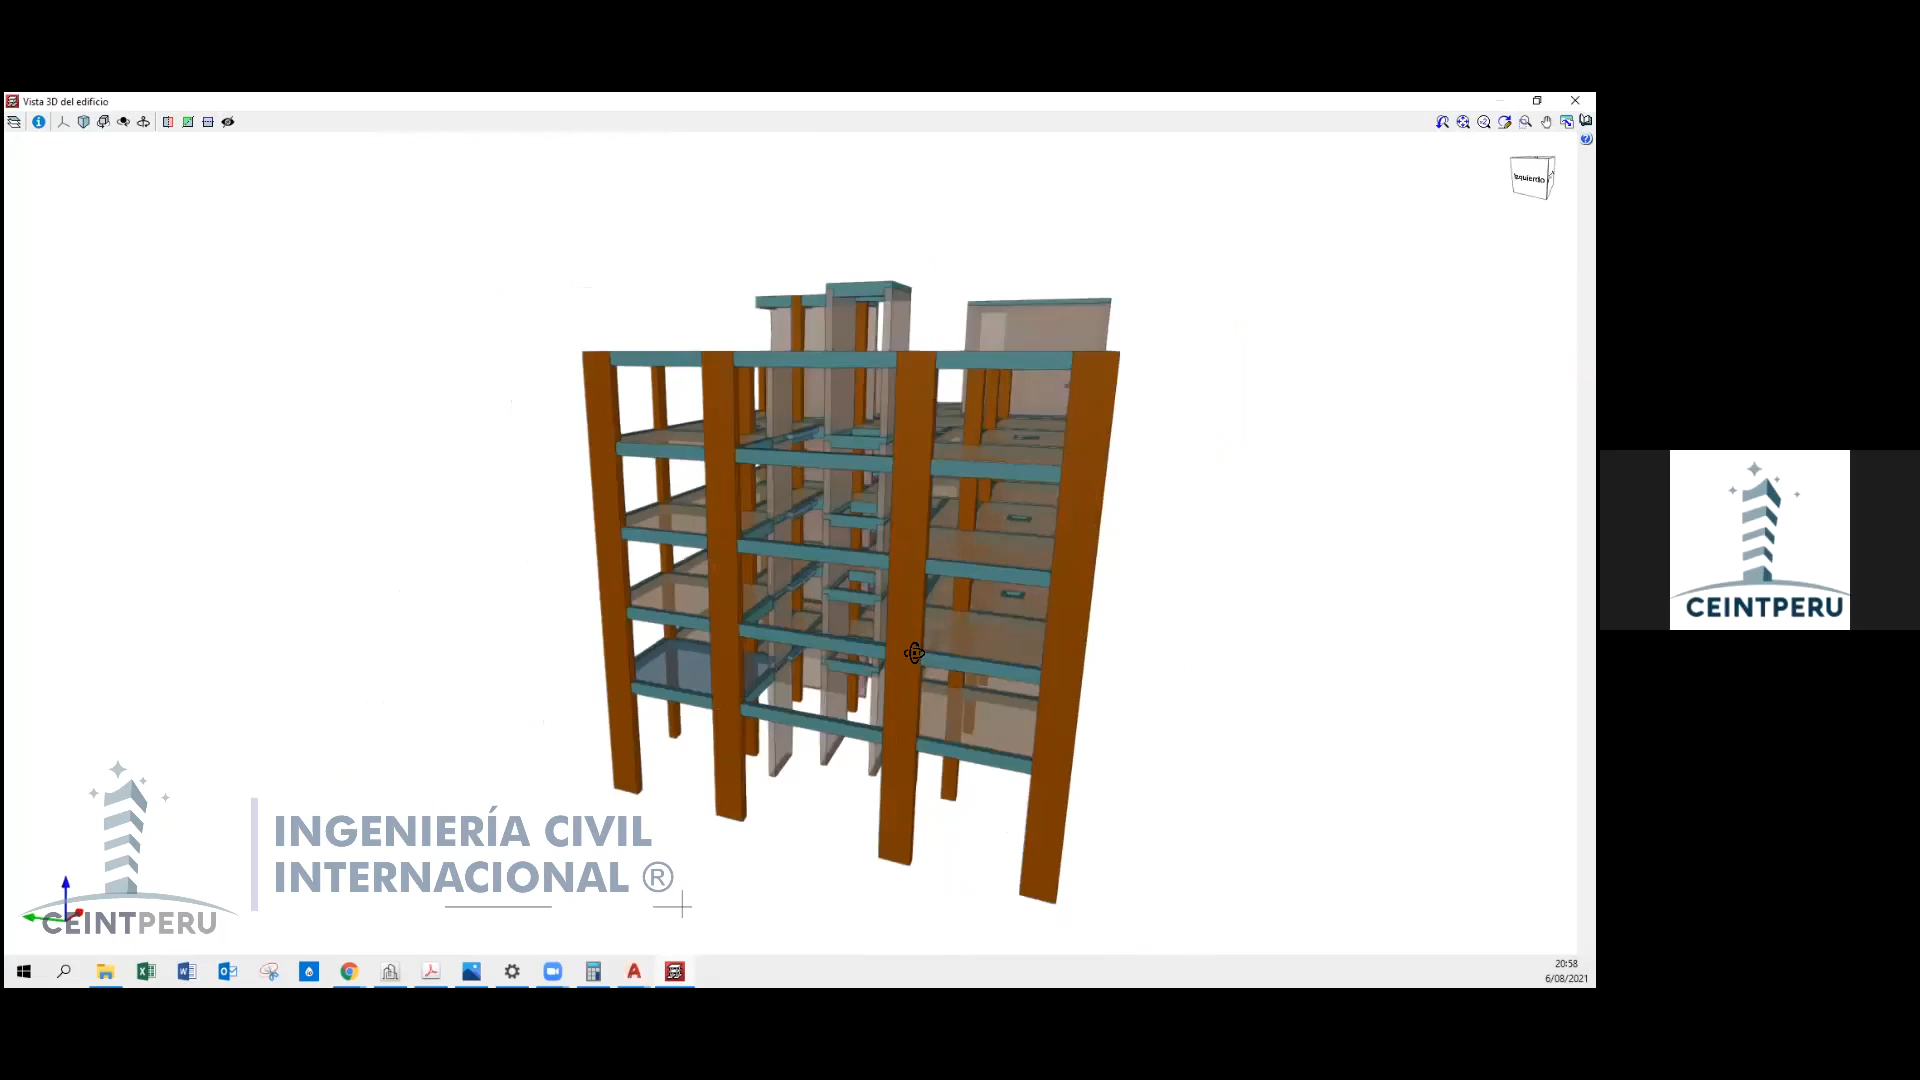 Vista 3D del edificio
Izquierdo
CEINTPERU
INGENIERÍA CIVIL
INTERNACIONAL ®
CEINTPERU
20:58
6/08/2021